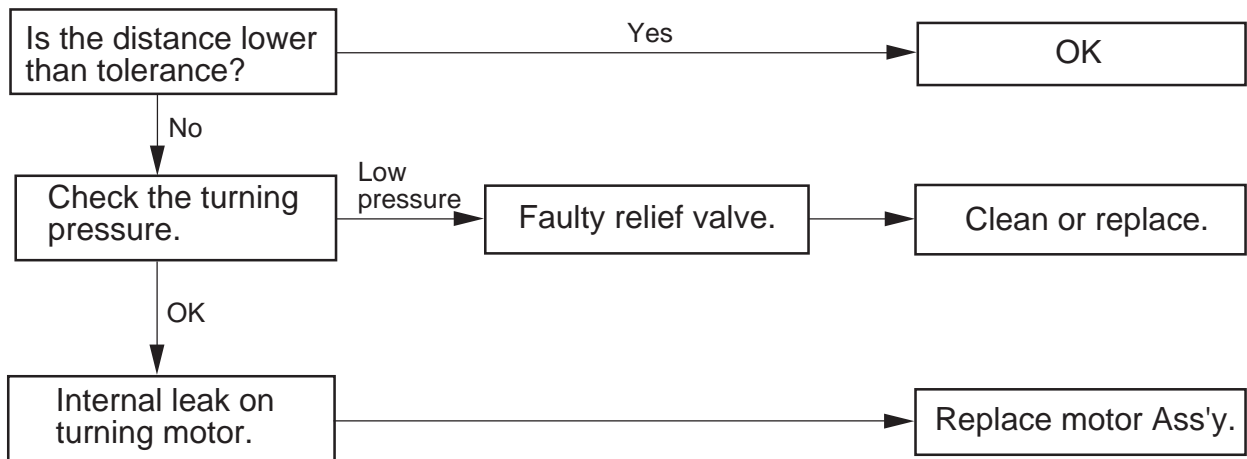 Is the distance lower
than tolerance?
Yes
OK
No
Check the turning
pressure.
Low
pressure
Faulty relief valve.
Clean or replace.
OK
Internal leak on
turning motor.
Replace motor Ass'y.